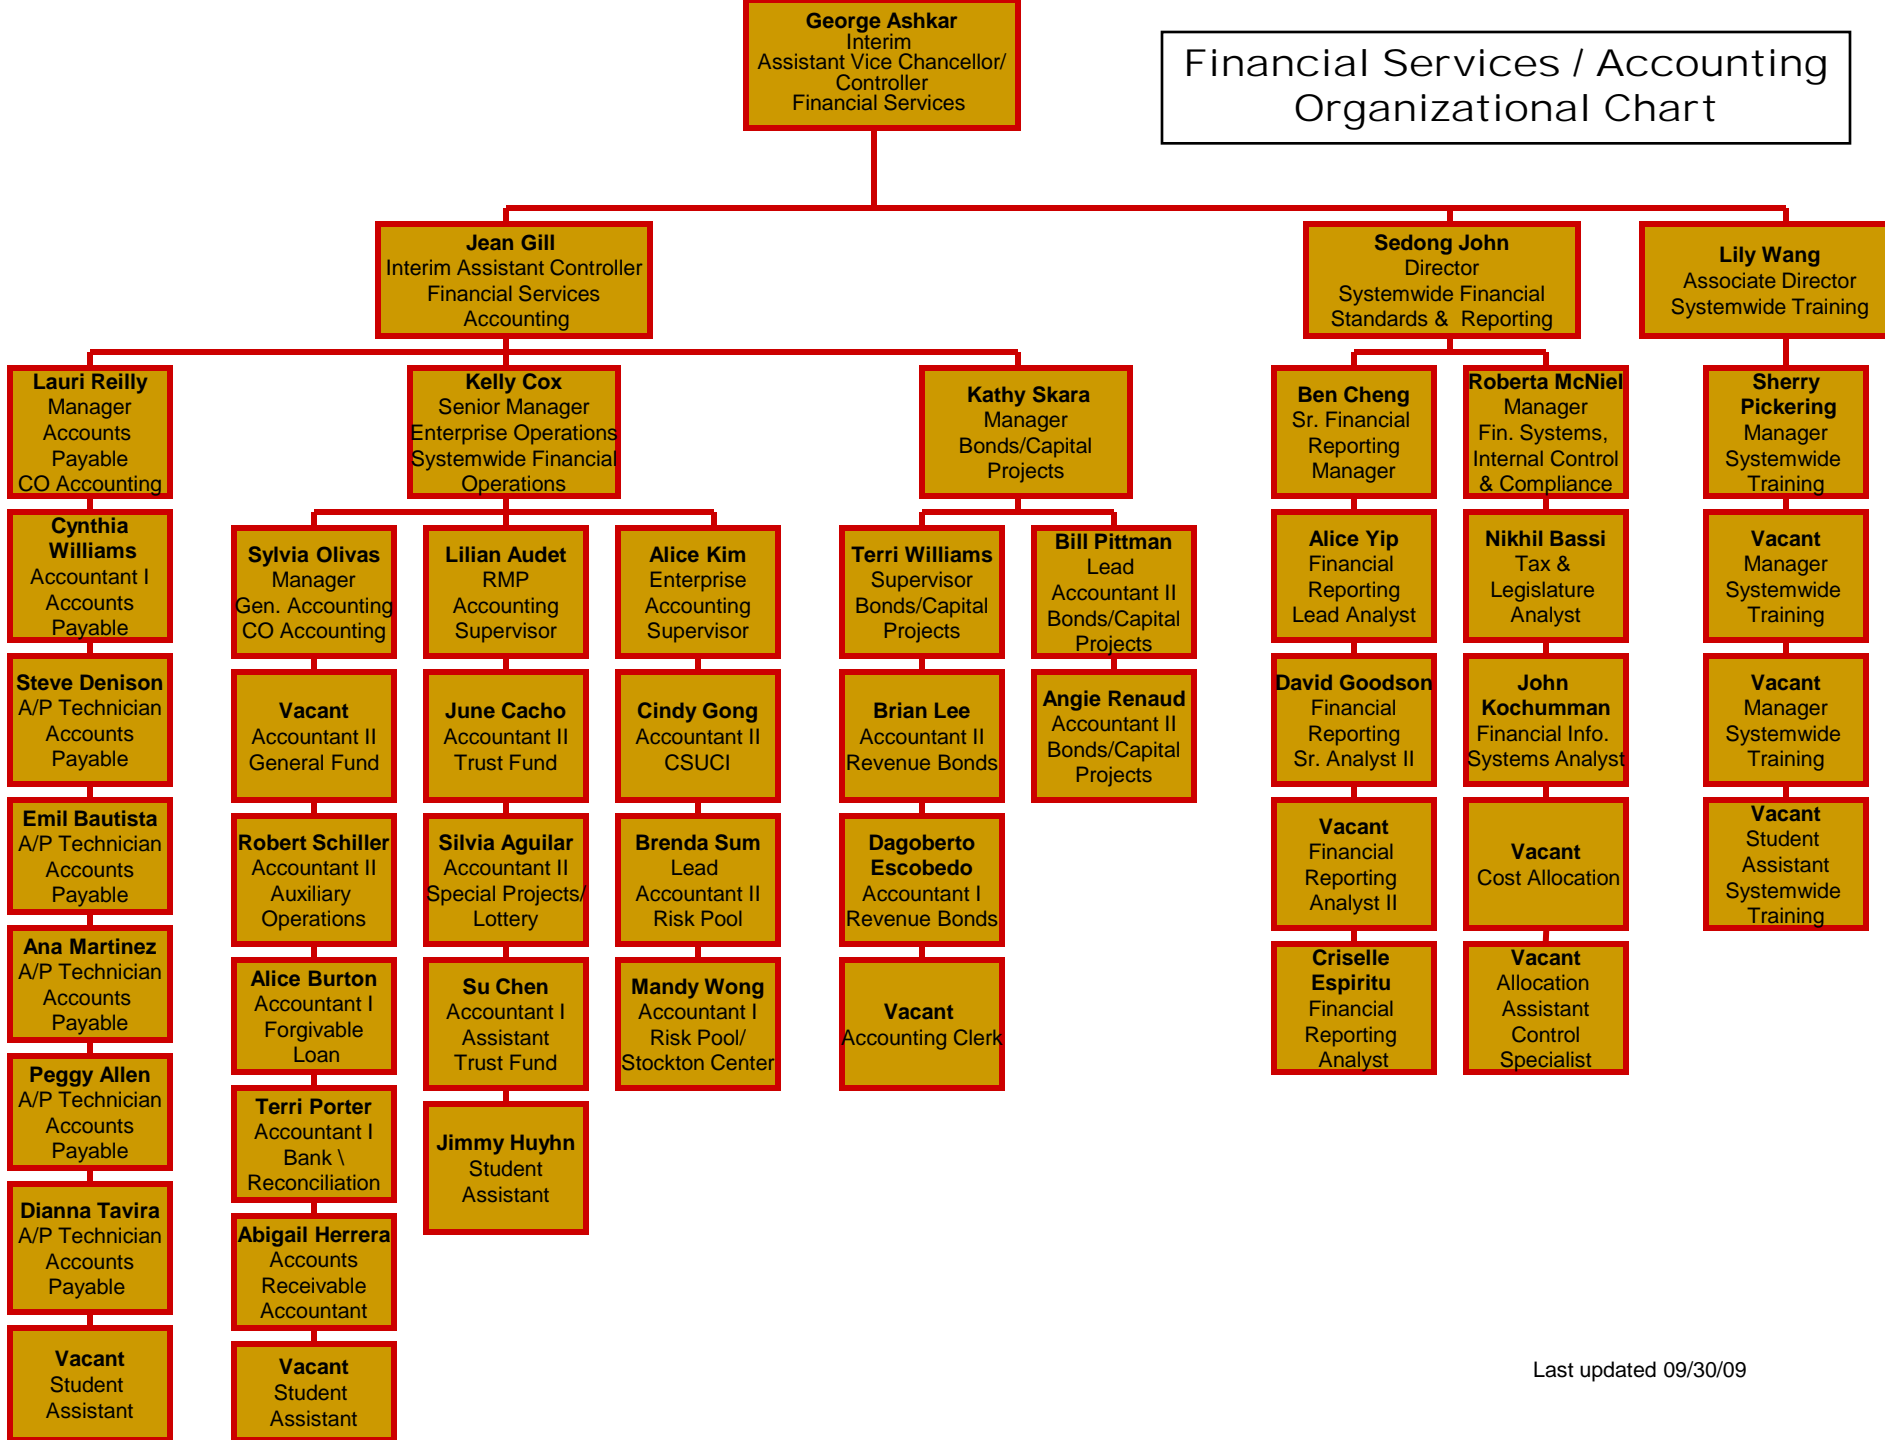 George Ashkar
Interim
Assistant Vice Chancellor/
Controller
Financial Services
Financial Services / Accounting
Organizational Chart
Jean Gill
Interim Assistant Controller
Financial Services
Accounting
Sedong John
Director
Systemwide Financial
Standards &  Reporting
Lily Wang
Associate Director
Systemwide Training
Lauri Reilly
Manager
Accounts
Payable
CO Accounting
Kelly Cox
Senior Manager
Enterprise Operations
Systemwide Financial
Operations
Kathy Skara
Manager
Bonds/Capital
Projects
Ben Cheng
Sr. Financial
Reporting
Manager
Roberta McNiel
Manager
Fin. Systems,
Internal Control
& Compliance
Sherry
Pickering
Manager
Systemwide
Training
Cynthia
Williams
Accountant I
Accounts
Payable
Steve Denison
A/P Technician
Accounts
Payable
Emil Bautista
A/P Technician
Accounts
Payable
Ana Martinez
A/P Technician
Accounts
Payable
Peggy Allen
A/P Technician
Accounts
Payable
Dianna Tavira
A/P Technician
Accounts
Payable
Vacant
Student
Assistant
Sylvia Olivas
Manager
Gen. Accounting
CO Accounting
Vacant
Accountant II
General Fund
Robert Schiller
Accountant II
Auxiliary
Operations
Alice Burton
Accountant I
Forgivable
Loan
Terri Porter
Accountant I
Bank \
Reconciliation
Abigail Herrera
Accounts
Receivable
Accountant
Vacant
Student
Assistant
Lilian Audet
RMP
Accounting
Supervisor
June Cacho
Accountant II
Trust Fund
Silvia Aguilar
Accountant II
Special Projects/
Lottery
Su Chen
Accountant I
Assistant
Trust Fund
Jimmy Huyhn
Student
Assistant
Alice Kim
Enterprise
Accounting
Supervisor
Cindy Gong
Accountant II
CSUCI
Brenda Sum
Lead
Accountant II
Risk Pool
Mandy Wong
Accountant I
Risk Pool/
Stockton Center
Terri Williams
Supervisor
Bonds/Capital
Projects
Brian Lee
Accountant II
Revenue Bonds
Dagoberto
Escobedo
Accountant I
Revenue Bonds
Vacant
Accounting Clerk
Bill Pittman
Lead
Accountant II
Bonds/Capital
Projects
Angie Renaud
Accountant II
Bonds/Capital
Projects
Alice Yip
Financial
Reporting
Lead Analyst
David Goodson
Financial
Reporting
Sr. Analyst II
Vacant
Financial
Reporting
Analyst II
Criselle
Espiritu
Financial
Reporting
Analyst
Nikhil Bassi
Tax &
Legislature
Analyst
John
Kochumman
Financial Info.
Systems Analyst
Vacant
Cost Allocation
Vacant
Allocation
Assistant
Control
Specialist
Vacant
Manager
Systemwide
Training
Vacant
Manager
Systemwide
Training
Vacant
Student
Assistant
Systemwide
Training
Last updated 09/30/09